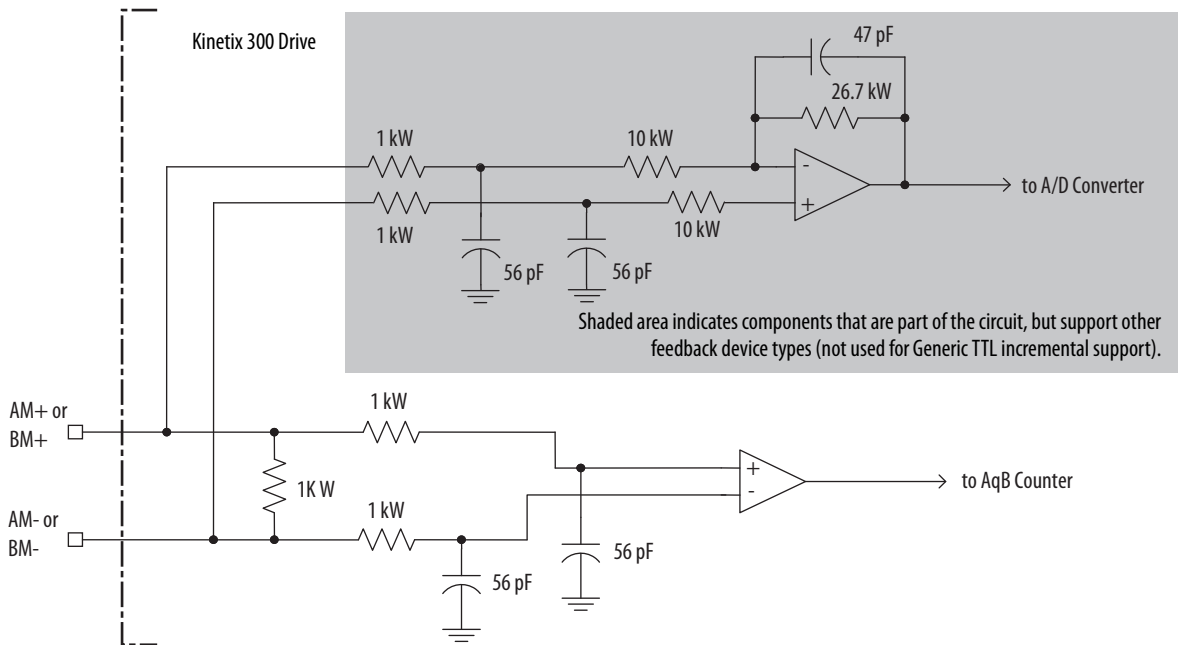 Kinetix 300 Drive
47 pF
26.7 kW
1 kW
10 kW
-
+
to A/D Converter
1 kW
10 kW
56 pF
56 pF
Shaded area indicates components that are part of the circuit, but support other
feedback device types (not used for Generic TTL incremental support).
AM+ or
BM+
1 kW
1K W
+
-
to AqB Counter
AM- or
BM-
1 kW
56 pF
56 pF